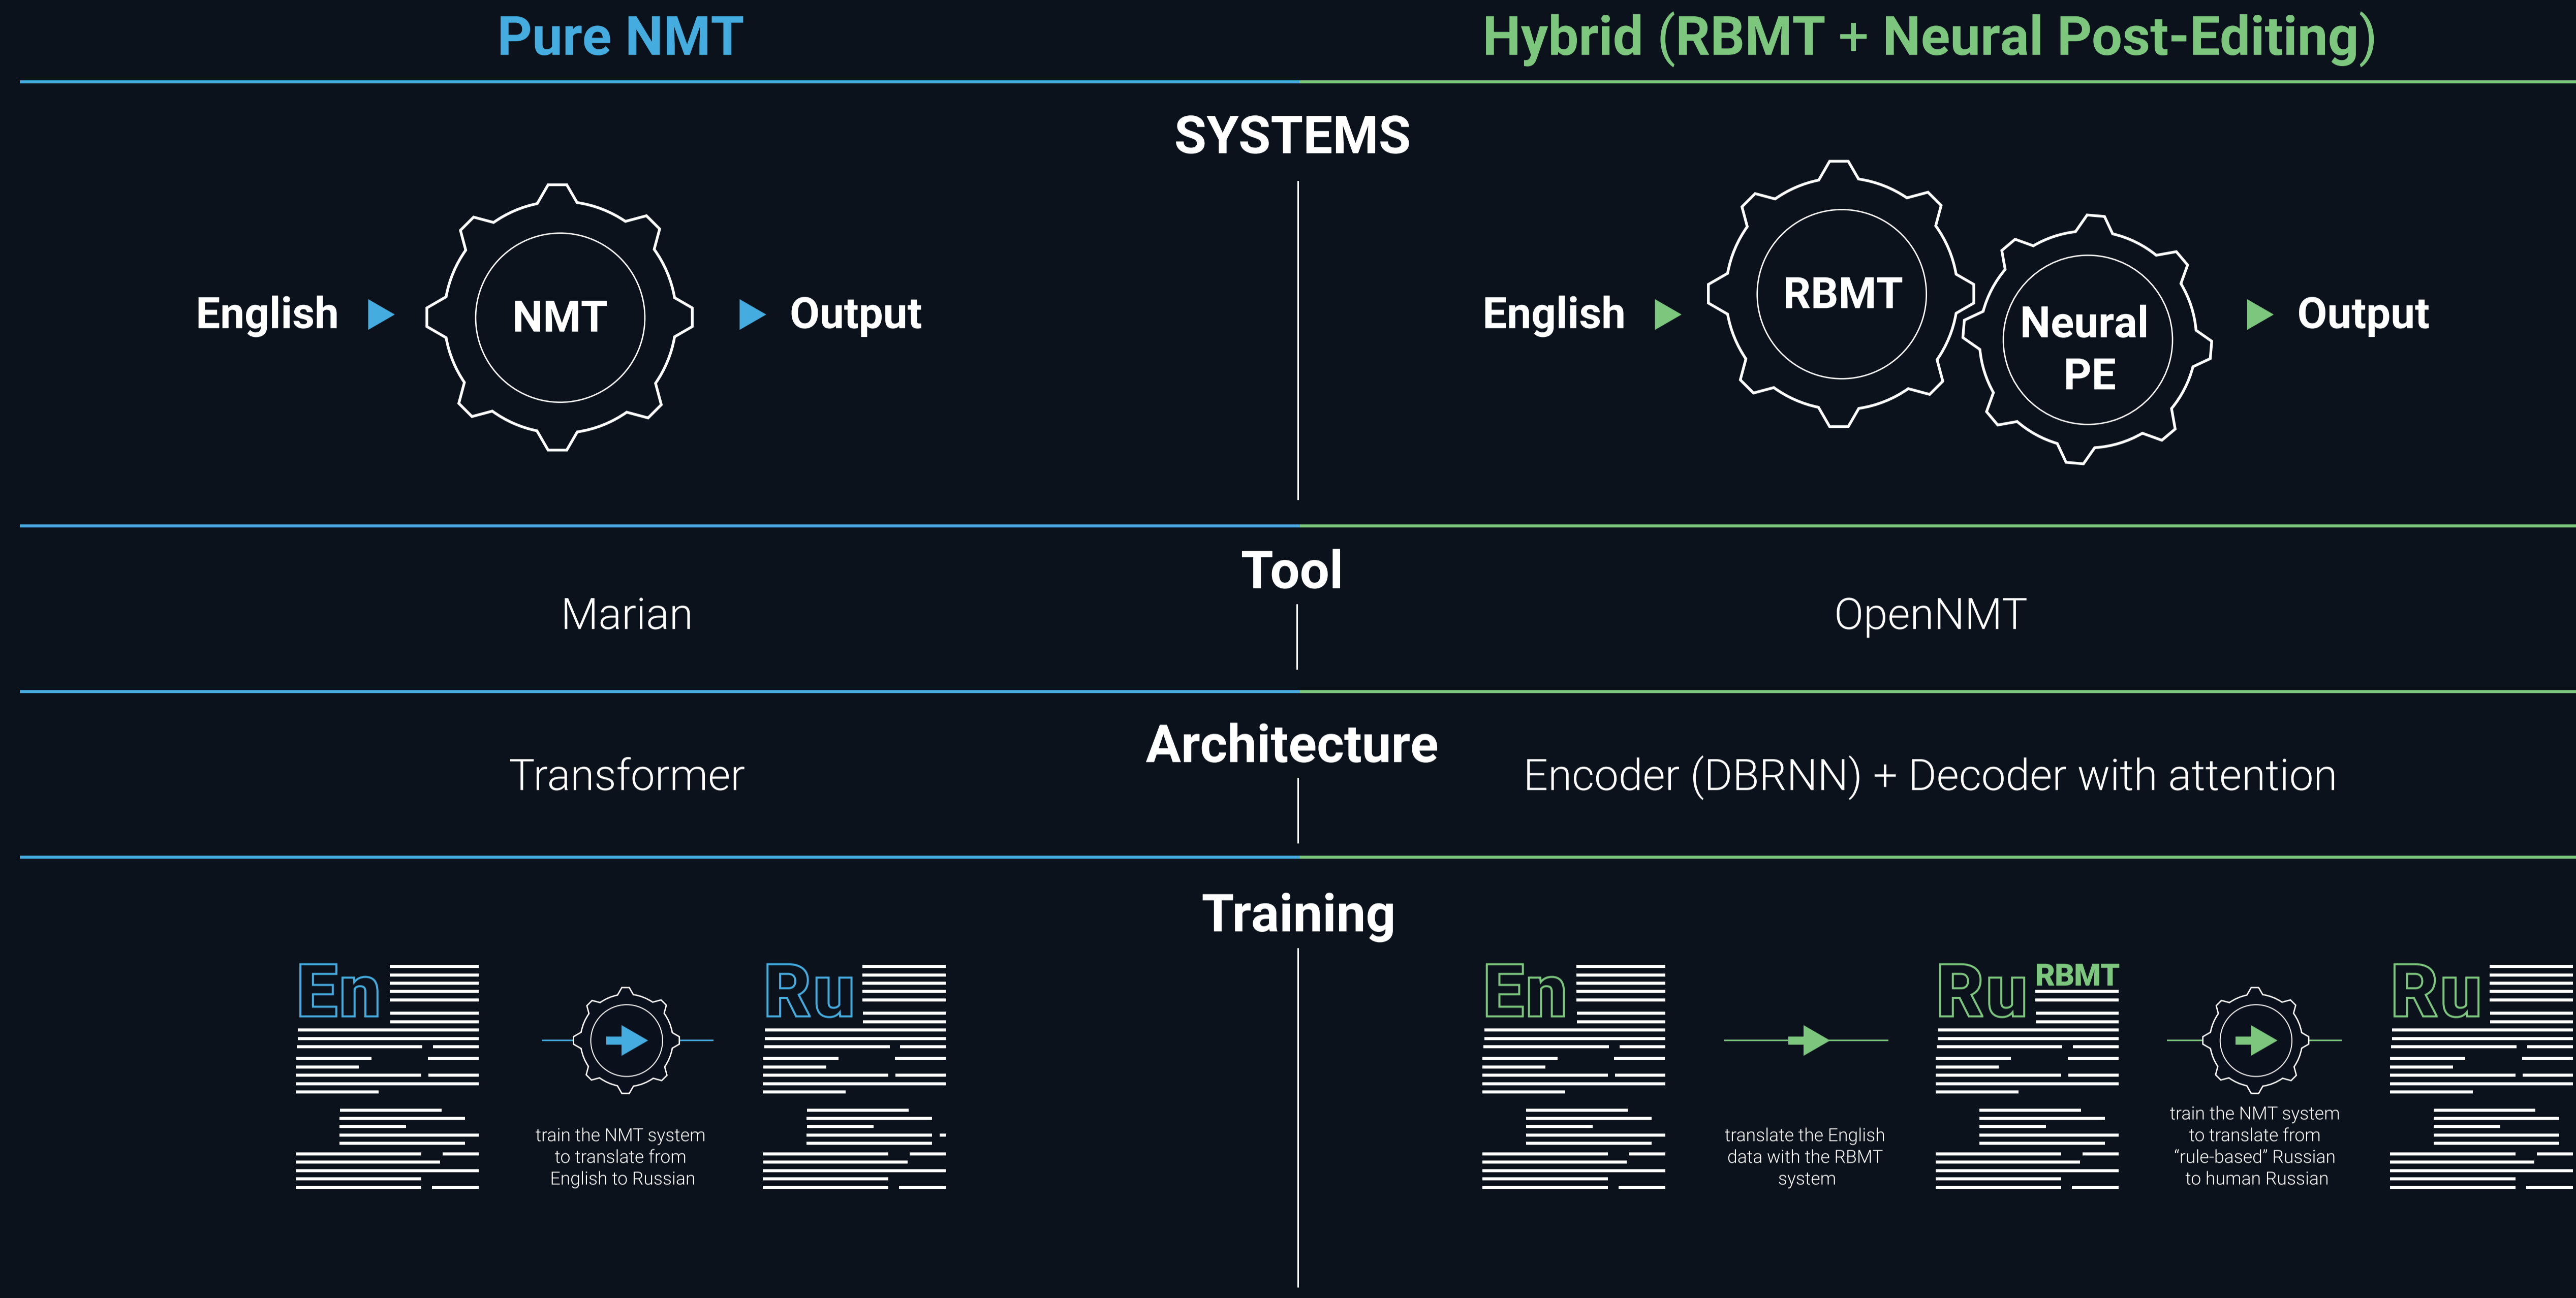 Pure NMT
Hybrid (RBMT + Neural Post-Editing)
SYSTEMS
English
NMT
Output
English
RBMT
Neural
PE
Output
Tool
Marian
OpenNMT
Architecture
Transformer
Encoder (DBRNN) + Decoder with attention
Training
En
train the NMT system
to translate from
English to Russian
Ru
En
translate the English
data with the RBMT
system
Ru RBMT
train the NMT system
to translate from
“rule-based” Russian
to human Russian
Ru